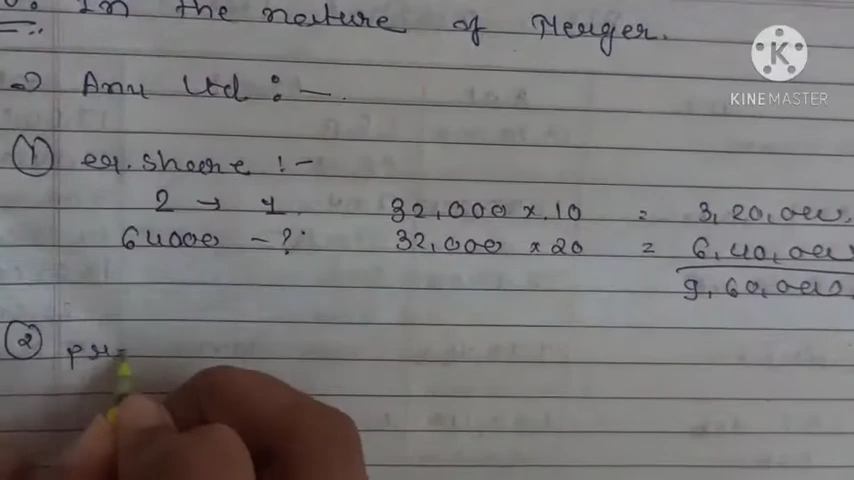 In the nature of Merger.
K
KINEMASTER
=) Anu Ltd :-
① eq. share :-
2 → 1 32,000 x 10 = 3,20,000
64000 - ? 32,000 x 20 = 6,40,000
9,60,000
② pre